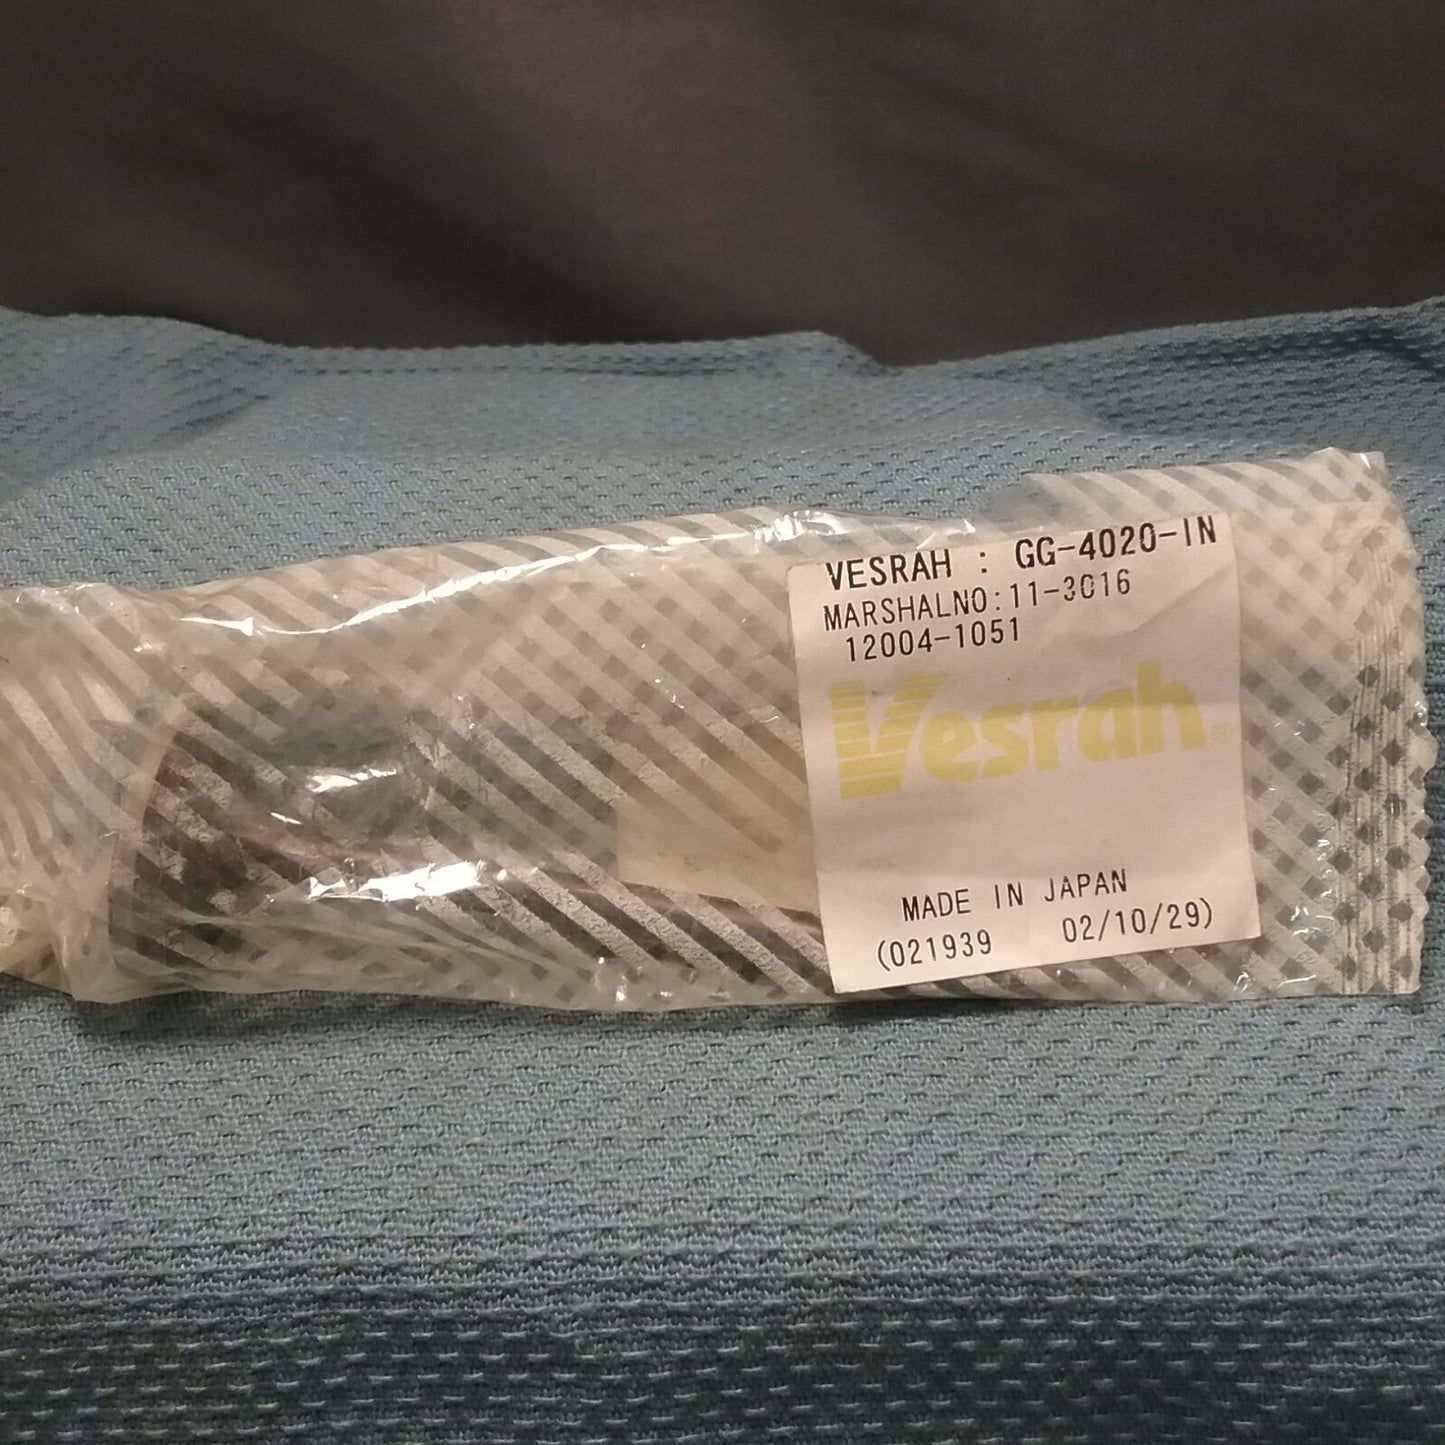 VESRAH : GG-4020-IN
MARSHALNO:11-3016
12004-1051
Vesrah®
MADE IN JAPAN
(021939 02/10/29)